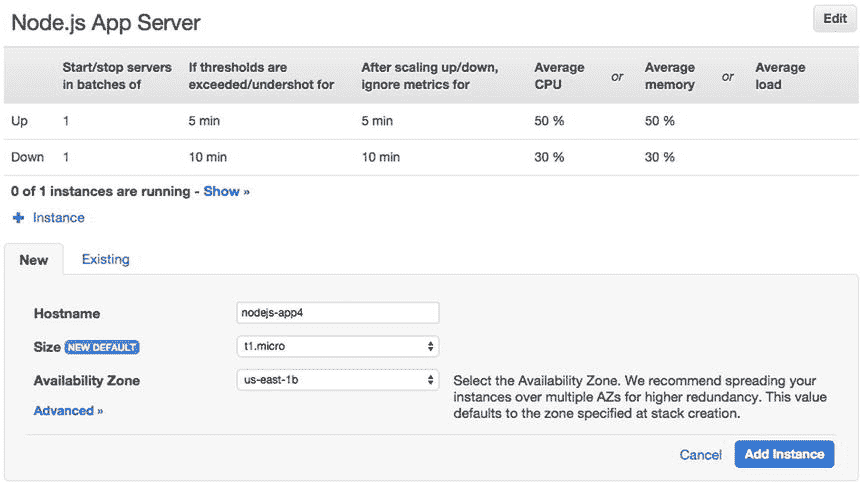 Node.js App Server
Edit
Start/stop servers in batches of
If thresholds are exceeded/undershot for
After scaling up/down, ignore metrics for
Average CPU
or
Average memory
or
Average load
Up 1 5 min 5 min 50 % 50 %
Down 1 10 min 10 min 30 % 30 %
0 of 1 instances are running - Show »
+ Instance
New Existing
Hostname nodejs-app4
Size NEW DEFAULT t1.micro
Availability Zone us-east-1b
Select the Availability Zone. We recommend spreading your
instances over multiple AZs for higher redundancy. This value
defaults to the zone specified at stack creation.
Advanced »
Cancel Add Instance